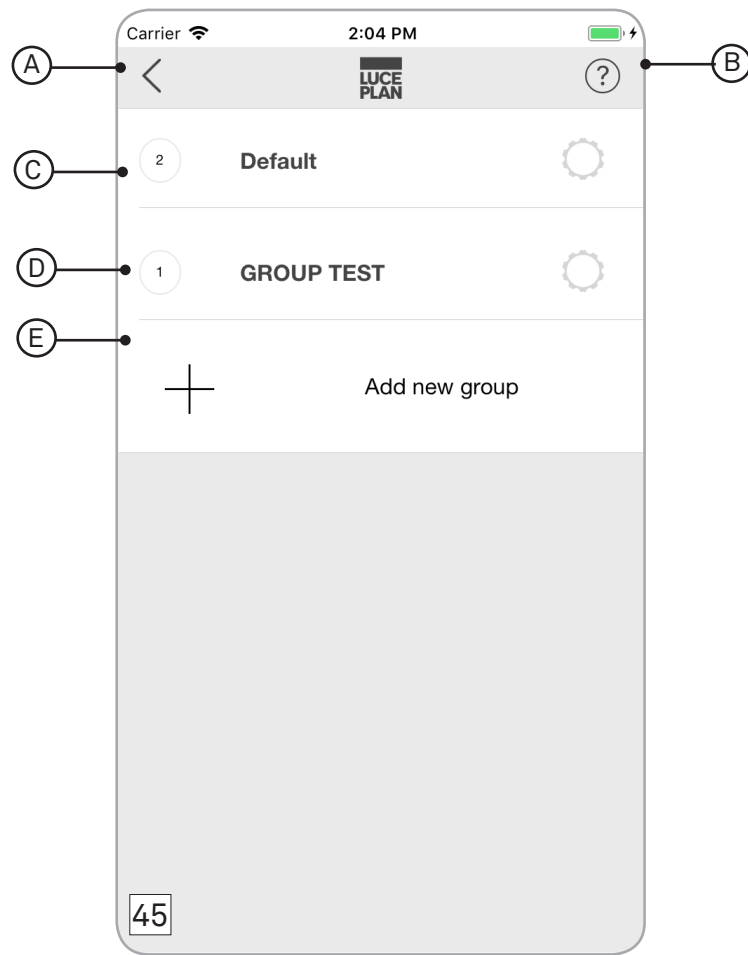 Carrier 2:04 PM
A
B
LUCE
PLAN
?
C
2 Default
D
1 GROUP TEST
E
Add new group
45